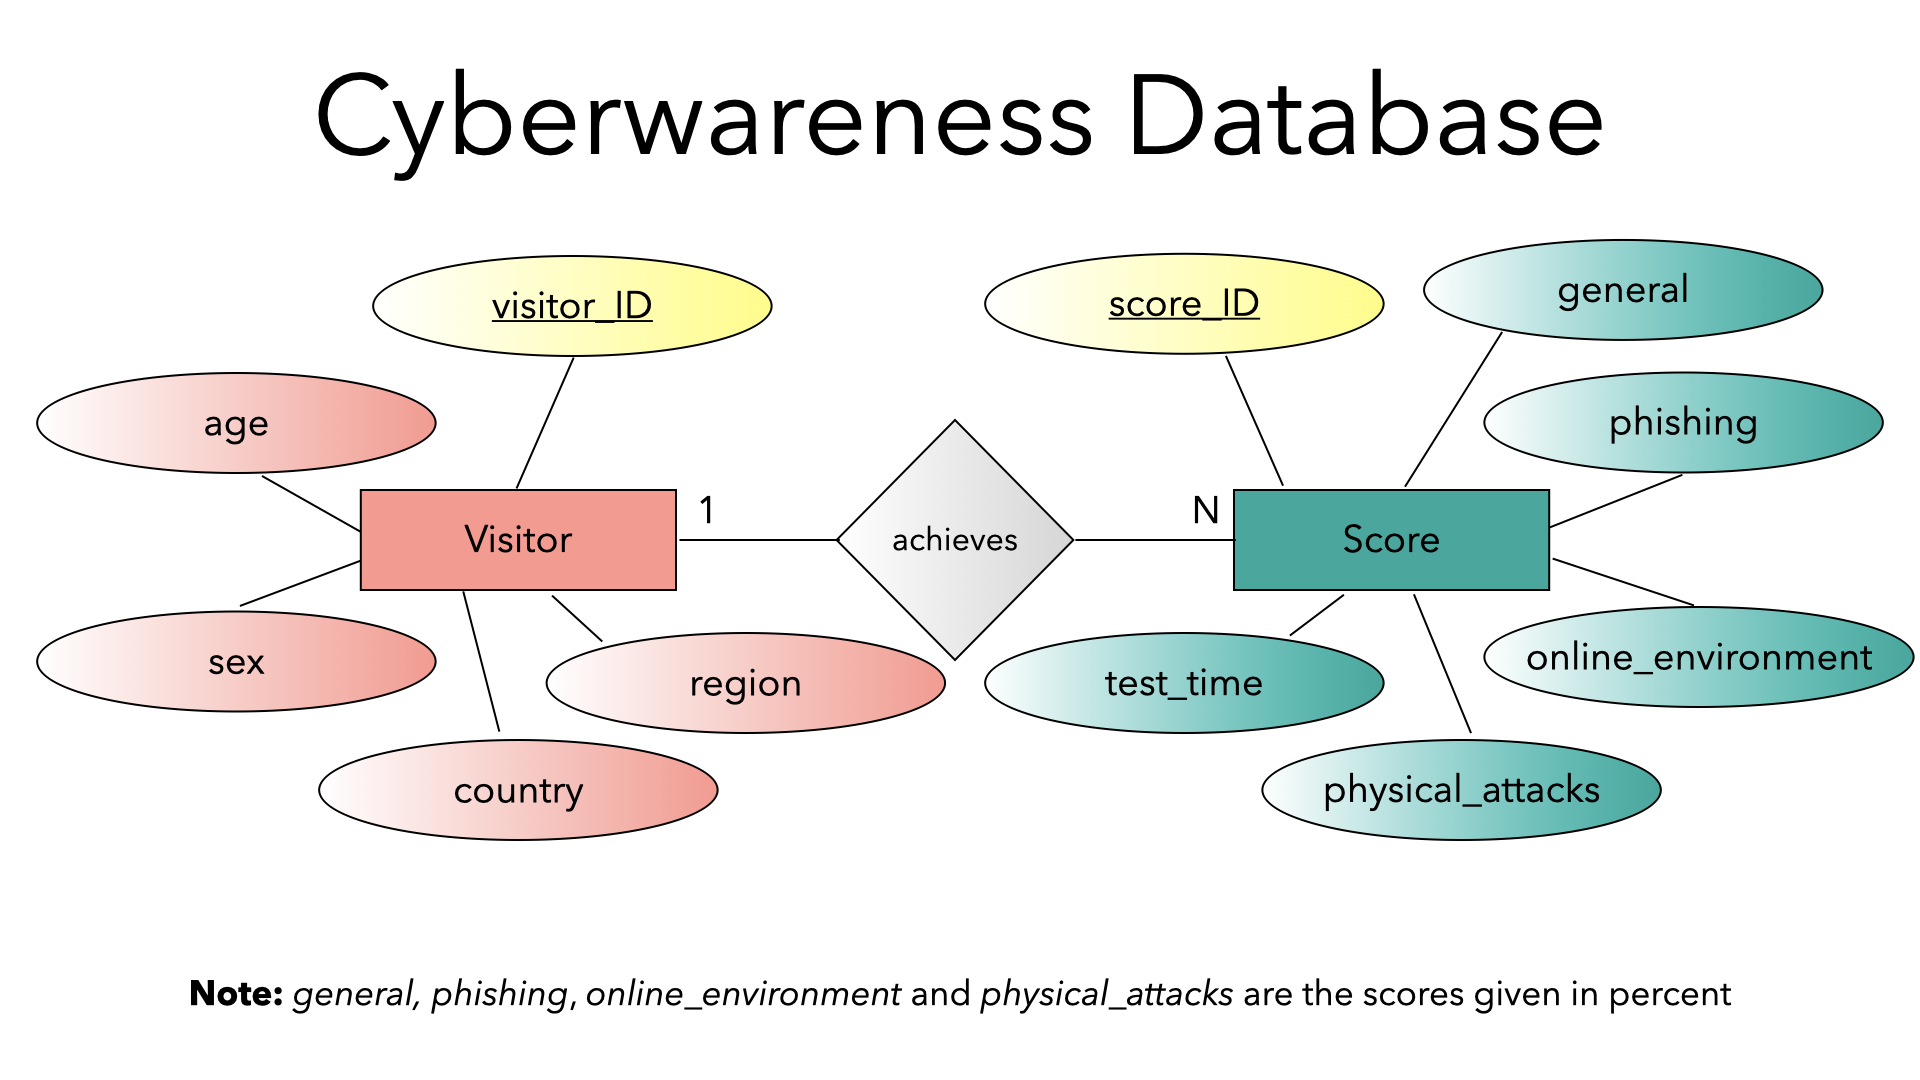 Cyberwareness Database
visitor_ID
score_ID
general
age
phishing
Visitor
1
achieves
N
Score
sex
region
test_time
online_environment
country
physical_attacks
Note: general, phishing, online_environment and physical_attacks are the scores given in percent